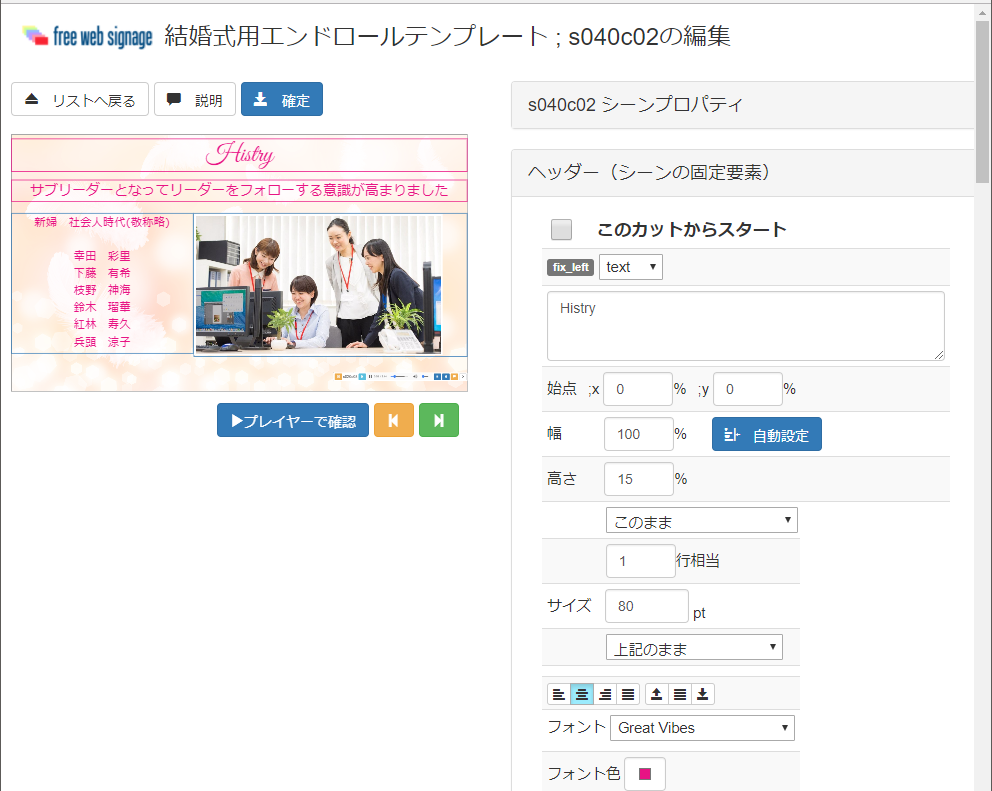 free web signage 結婚式用エンドロールテンプレート ; s040c02の編集
リストへ戻る 説明 確定
Histry
サブリーダーとなってリーダーをフォローする意識が高まりました
新婦 社会人時代(敬称略)
幸田 彩里
下藤 有希
枝野 神海
鈴木 瑠華
紅林 寿久
兵頭 涼子
プレイヤーで確認
s040c02 シーンプロパティ
ヘッダー（シーンの固定要素）
このカットからスタート
fix_left text
Histry
始点 ;x 0 % ;y 0 %
幅 100 % 自動設定
高さ 15 %
このまま
1 行相当
サイズ 80 pt
上記のまま
フォント Great Vibes
フォント色